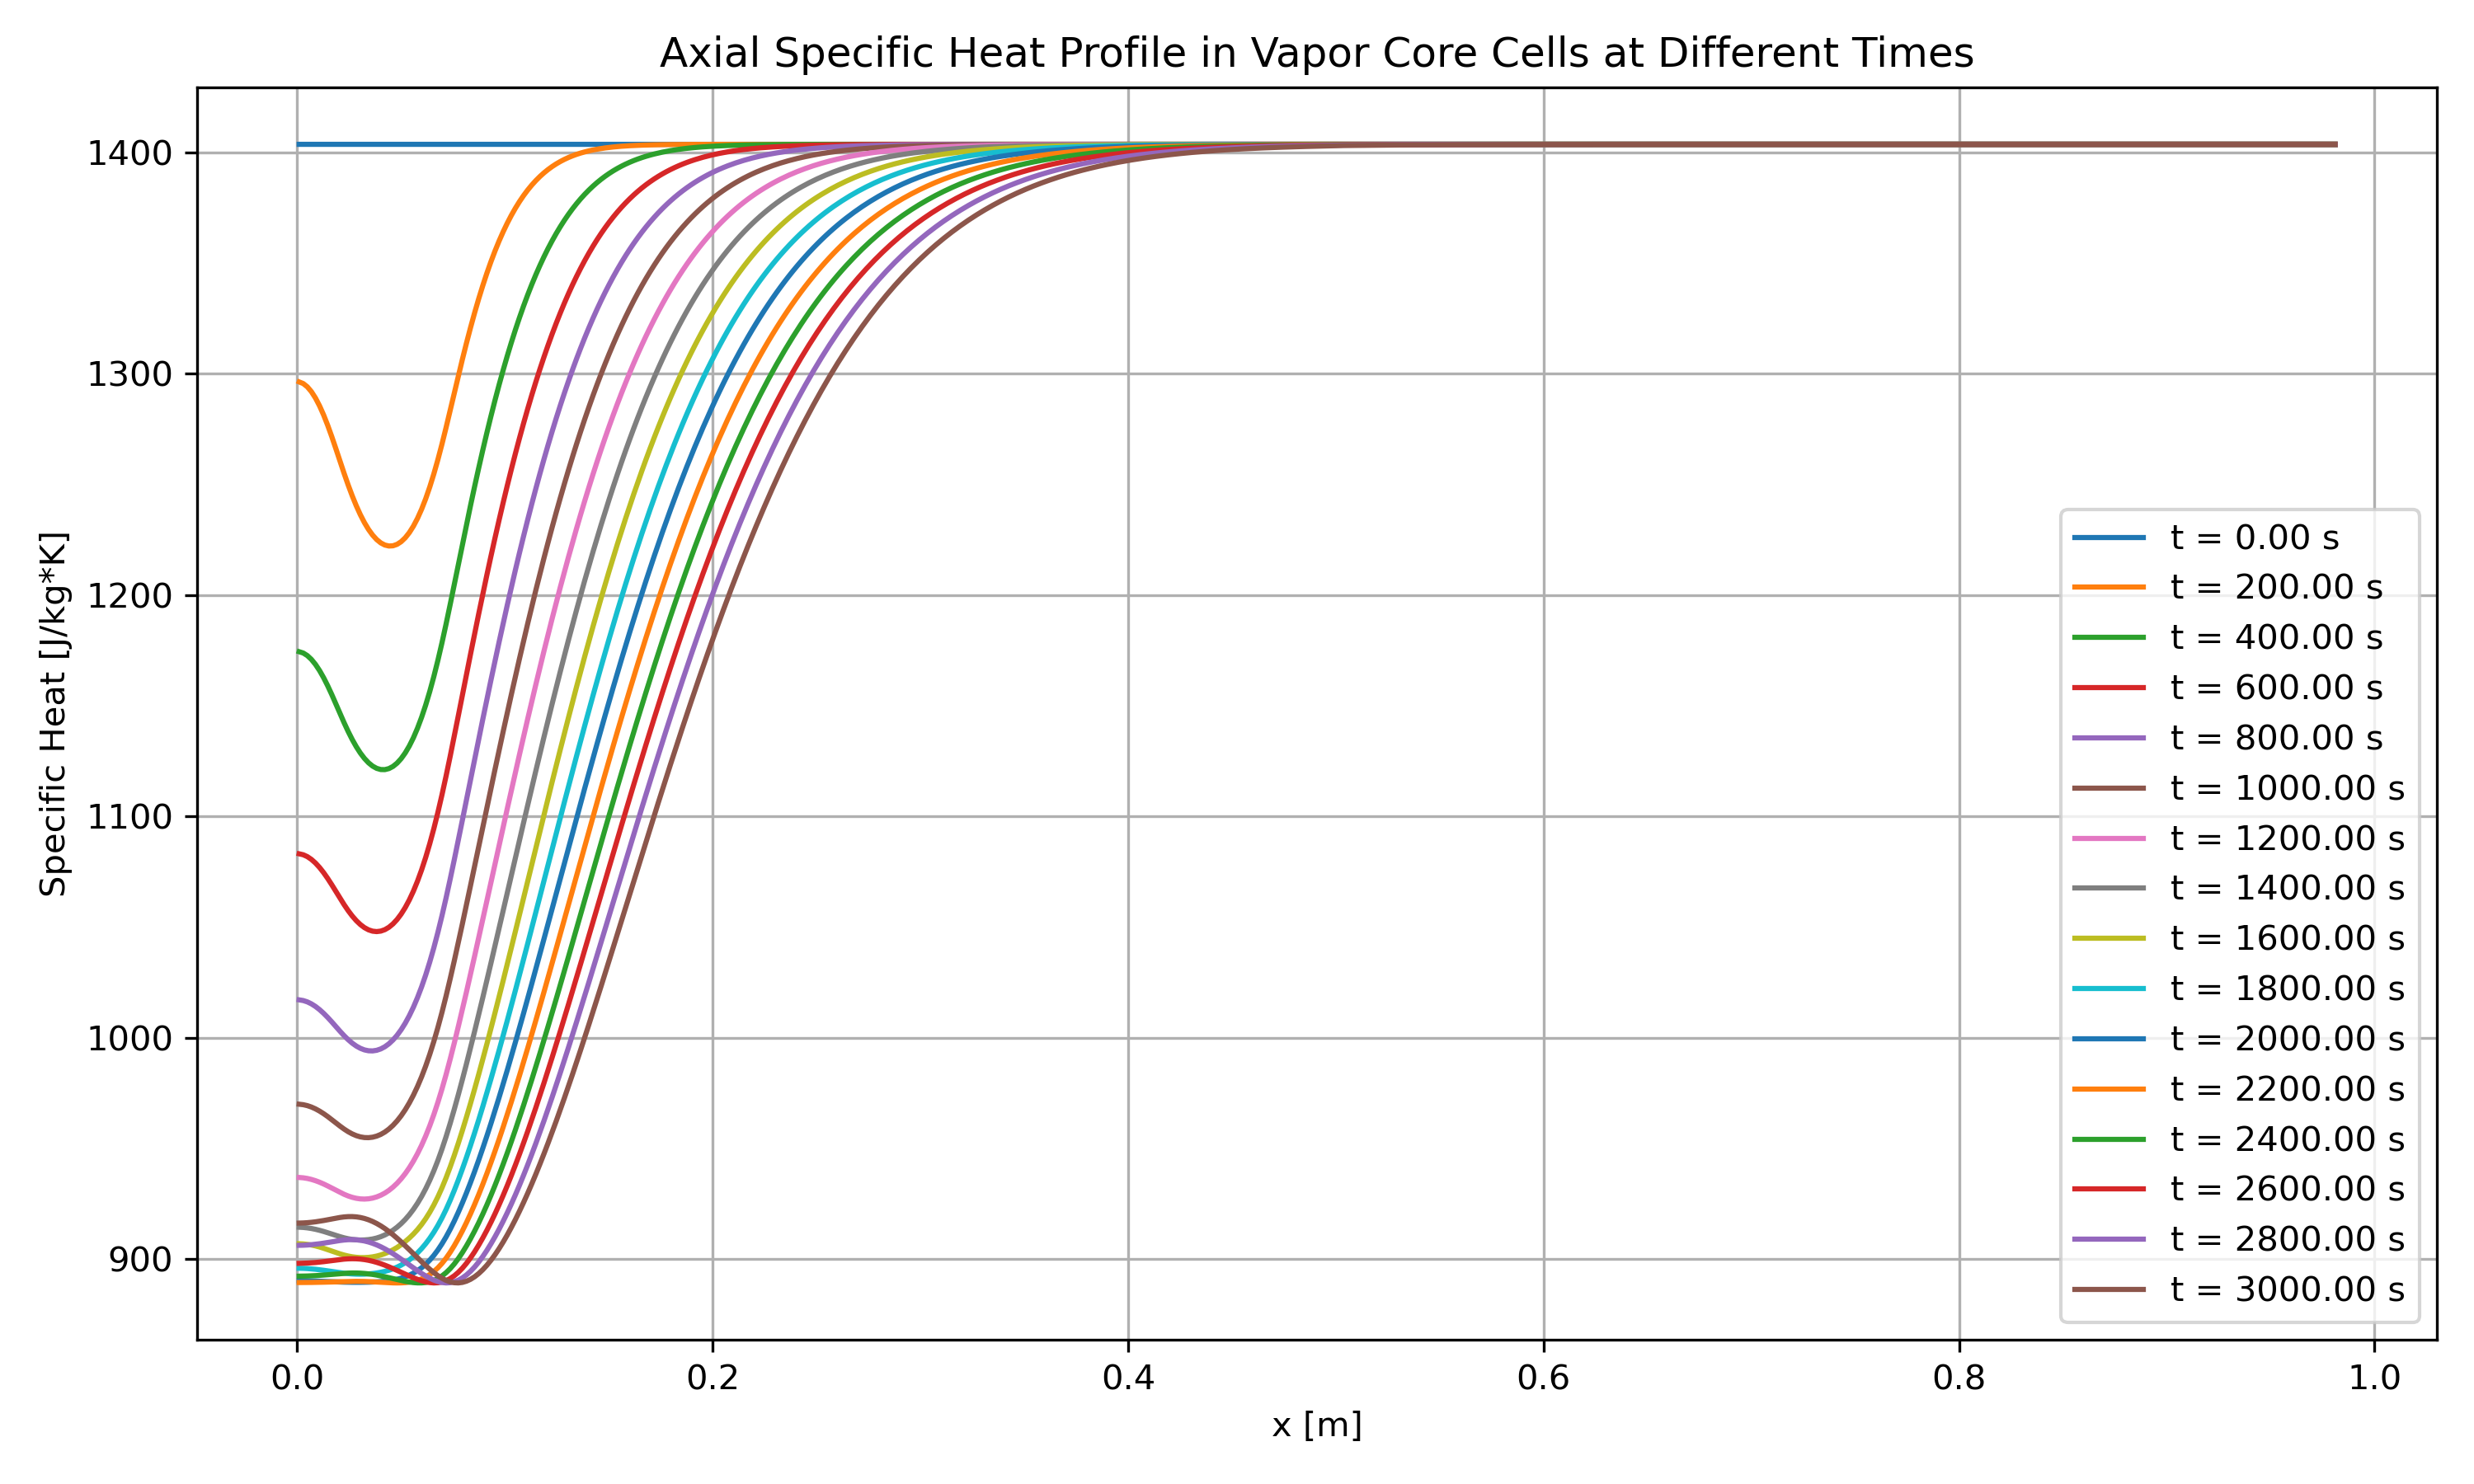 Axial Specific Heat Profile in Vapor Core Cells at Different Times
Specific Heat [J/kg*K]
1400
1300
1200
1100
1000
900
t = 0.00 s
t = 200.00 s
t = 400.00 s
t = 600.00 s
t = 800.00 s
t = 1000.00 s
t = 1200.00 s
t = 1400.00 s
t = 1600.00 s
t = 1800.00 s
t = 2000.00 s
t = 2200.00 s
t = 2400.00 s
t = 2600.00 s
t = 2800.00 s
t = 3000.00 s
0.0 0.2 0.4 0.6 0.8 1.0
x [m]